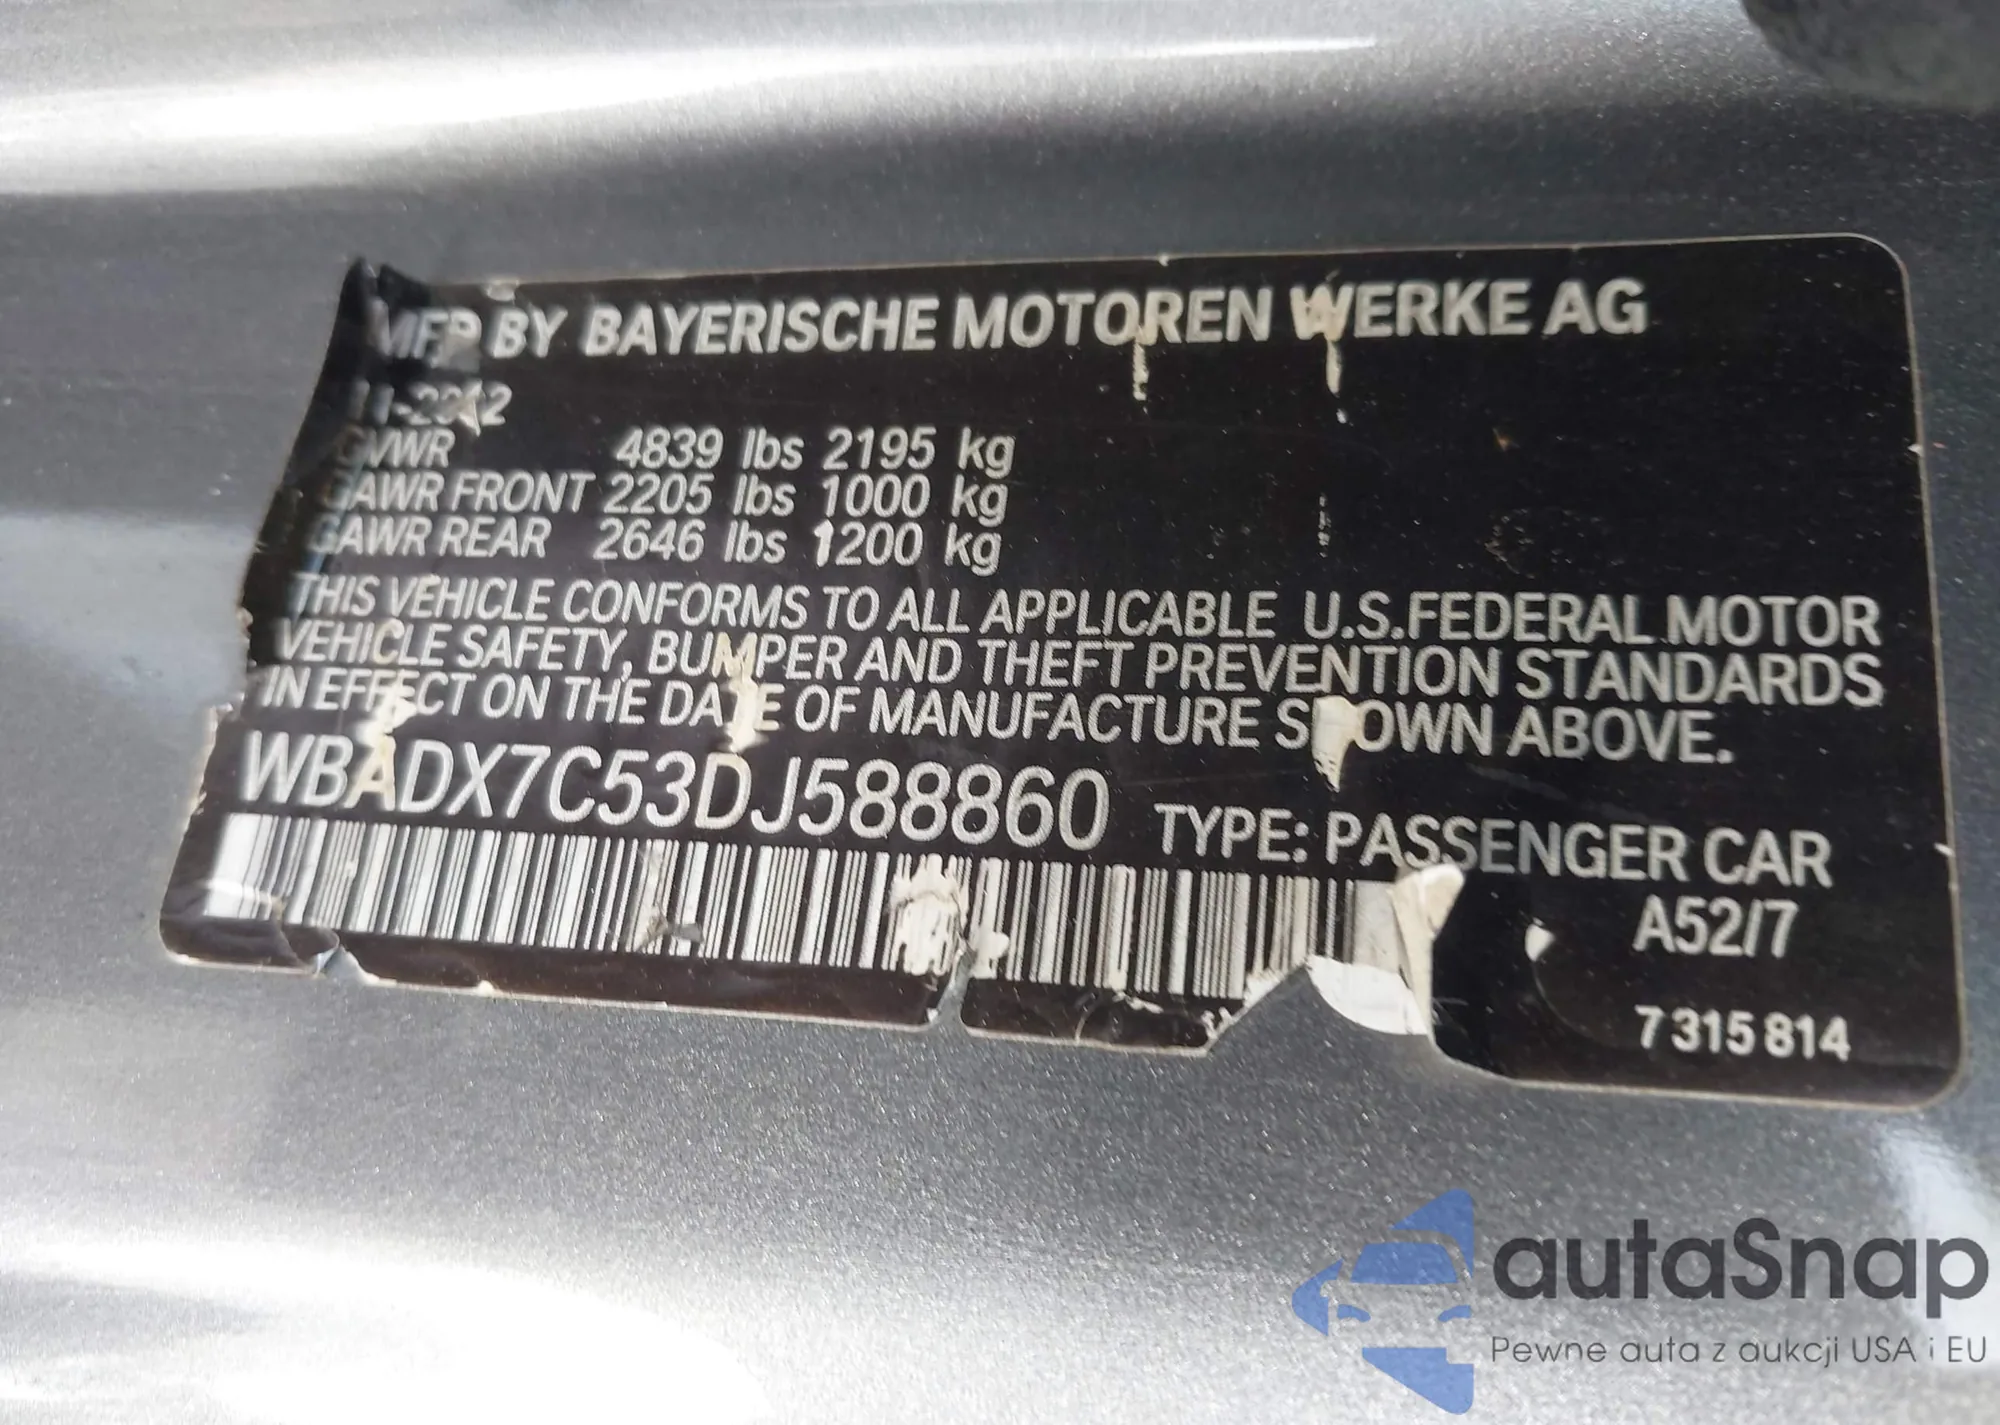 MFD BY BAYERISCHE MOTOREN WERKE AG
11-2012
GVWR 4839 lbs 2195 kg
GAWR FRONT 2205 lbs 1000 kg
GAWR REAR 2646 lbs 1200 kg
THIS VEHICLE CONFORMS TO ALL APPLICABLE U.S.FEDERAL MOTOR
VEHICLE SAFETY, BUMPER AND THEFT PREVENTION STANDARDS
IN EFFECT ON THE DATE OF MANUFACTURE SHOWN ABOVE.
WBADX7C53DJ588860 TYPE: PASSENGER CAR
A52/7
7 315 814
autaSnap
Pewne auta z aukcji USA i EU